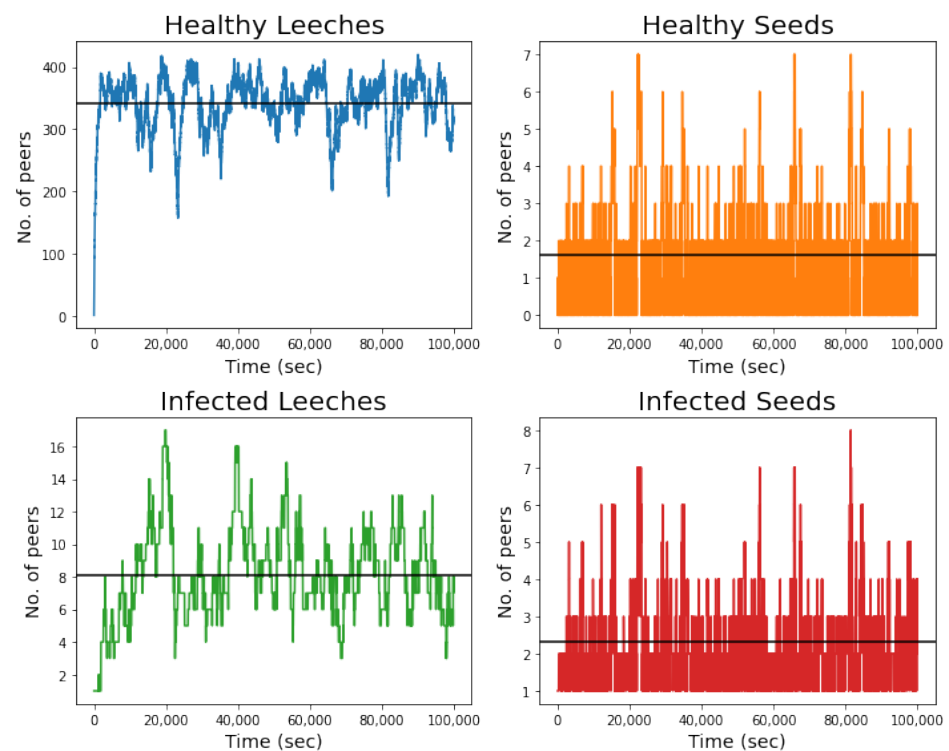 Healthy Leeches
No. of peers
400
300
200
100
0
0 20,000 40,000 60,000 80,000 100,000
Time (sec)
Healthy Seeds
No. of peers
7
6
5
4
3
2
1
0
0 20,000 40,000 60,000 80,000 100,000
Time (sec)
Infected Leeches
No. of peers
16
14
12
10
8
6
4
2
0 20,000 40,000 60,000 80,000 100,000
Time (sec)
Infected Seeds
No. of peers
8
7
6
5
4
3
2
1
0 20,000 40,000 60,000 80,000 100,000
Time (sec)